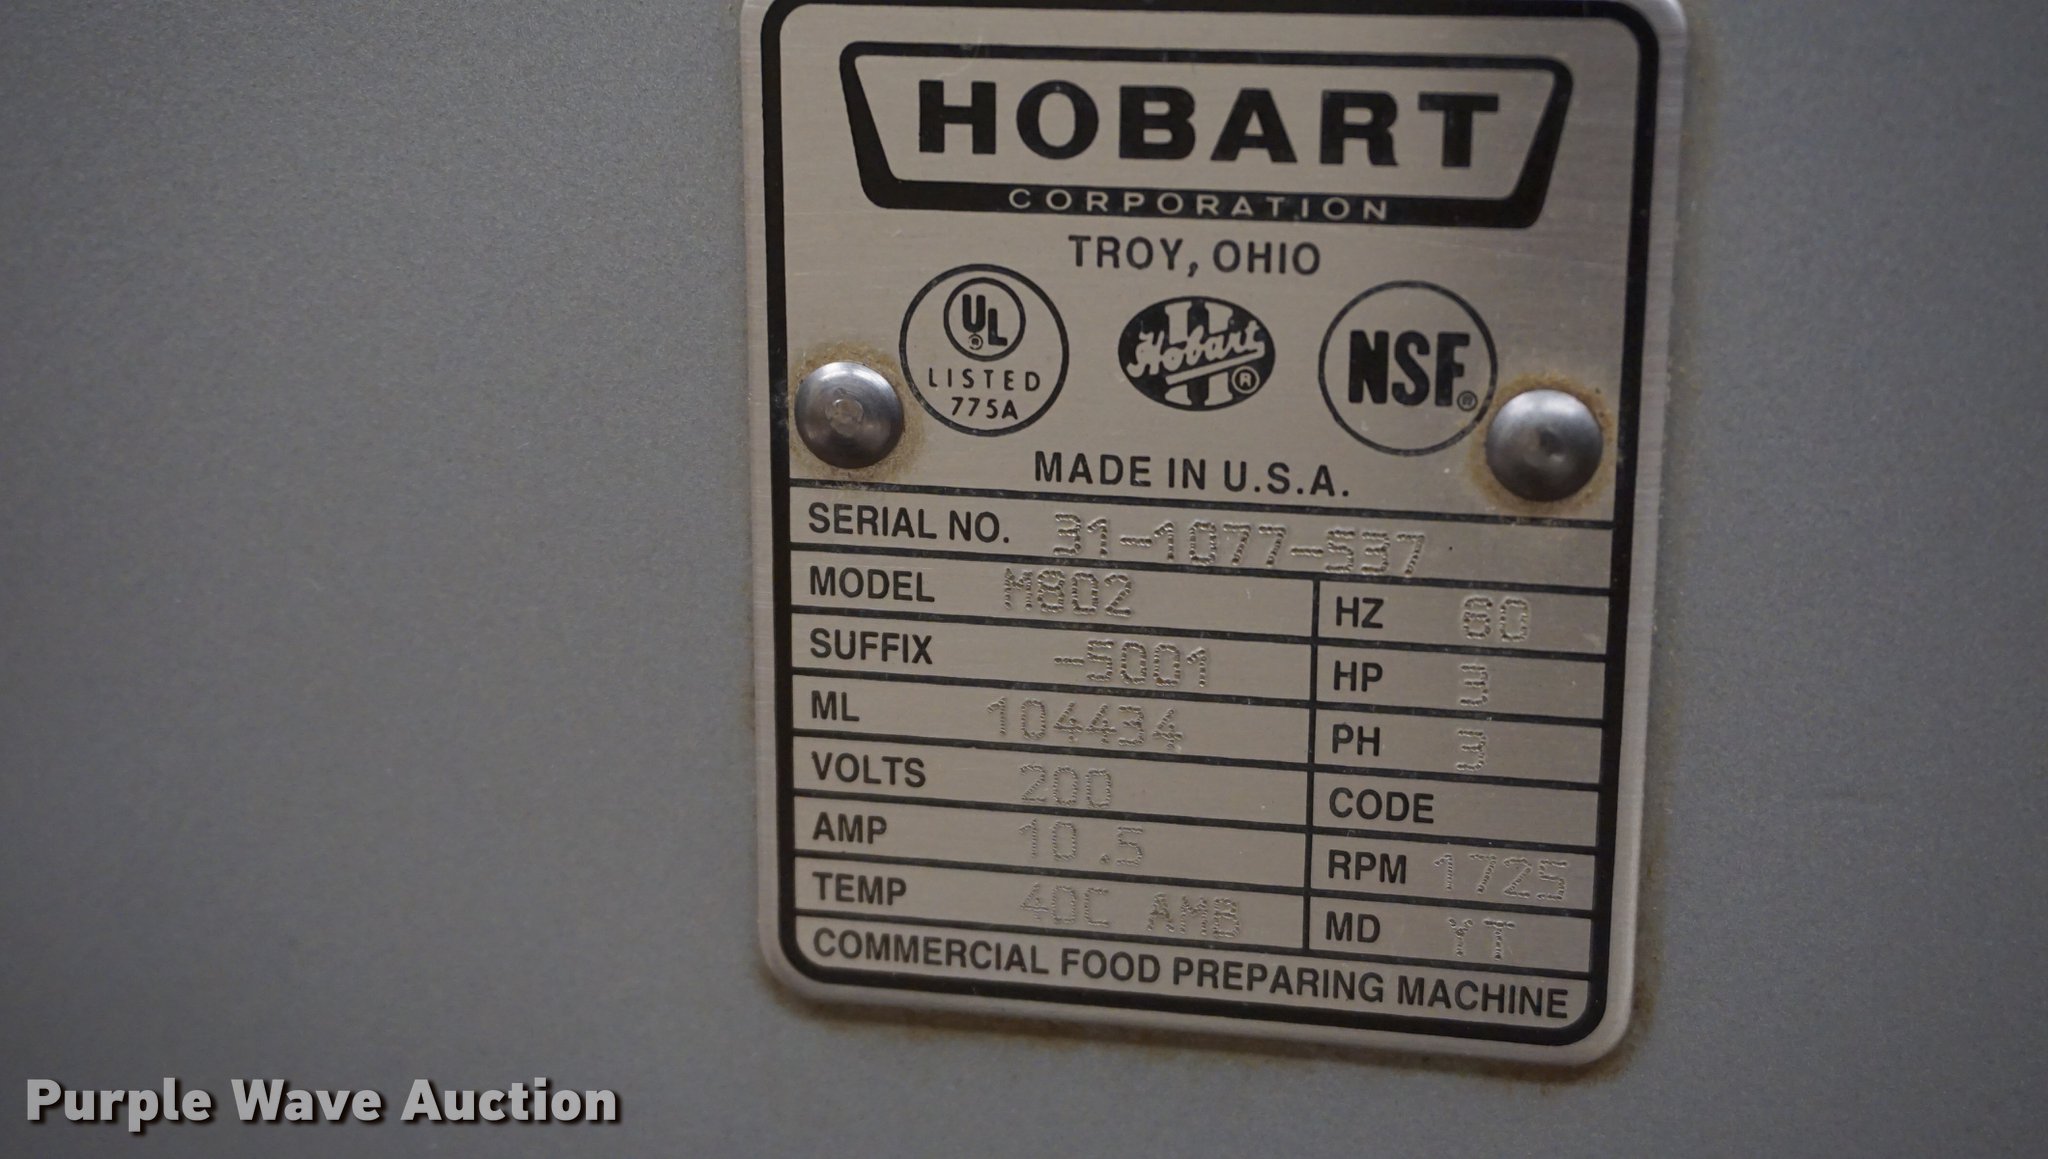 HOBART
CORPORATION
TROY, OHIO
UL®
LISTED
775A
Hobart ®
NSF®
MADE IN U.S.A.
SERIAL NO. 31-1077-537
MODEL M802
HZ 60
SUFFIX -5001
HP 3
ML 104434
PH 3
VOLTS 200
CODE
AMP 10.5
RPM 1725
TEMP 40C AMB
MD YT
COMMERCIAL FOOD PREPARING MACHINE
Purple Wave Auction